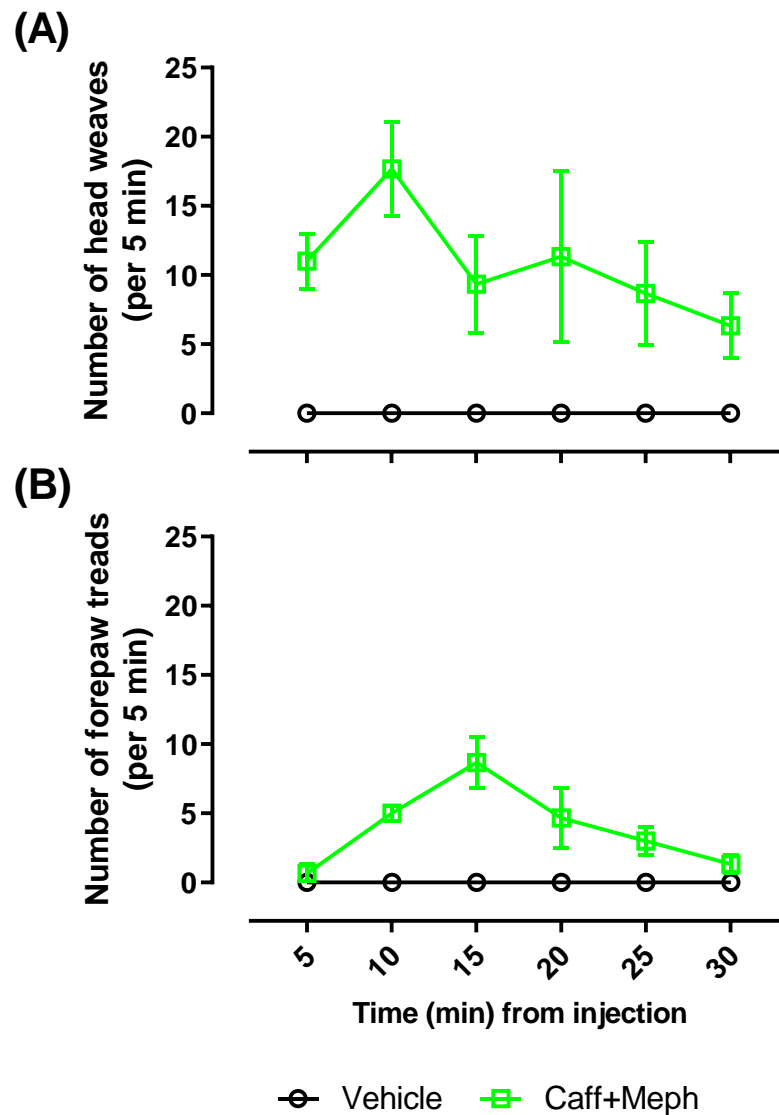 (A)
Number of head weaves
(per 5 min)
25
20
15
10
5
0
(B)
Number of forepaw treads
(per 5 min)
25
20
15
10
5
0
5
10
15
20
25
30
Time (min) from injection
Vehicle
Caff+Meph